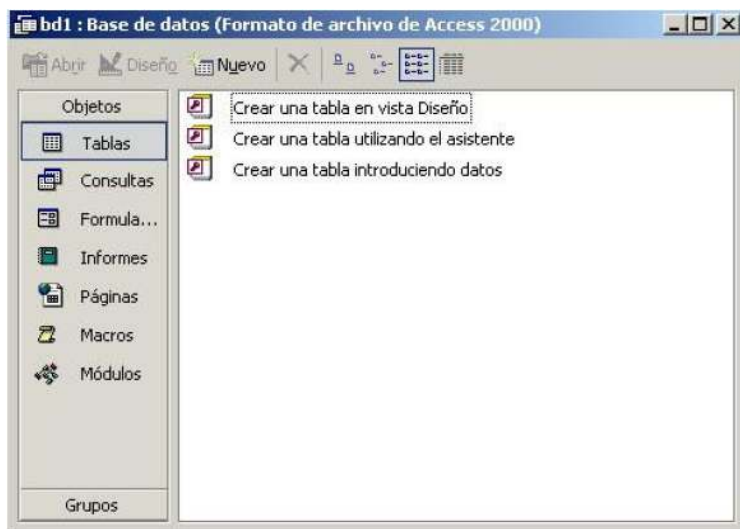 bd1 : Base de datos (Formato de archivo de Access 2000)
Abrir Diseño Nuevo
Objetos
Tablas
Consultas
Formula...
Informes
Páginas
Macros
Módulos
Grupos
Crear una tabla en vista Diseño
Crear una tabla utilizando el asistente
Crear una tabla introduciendo datos